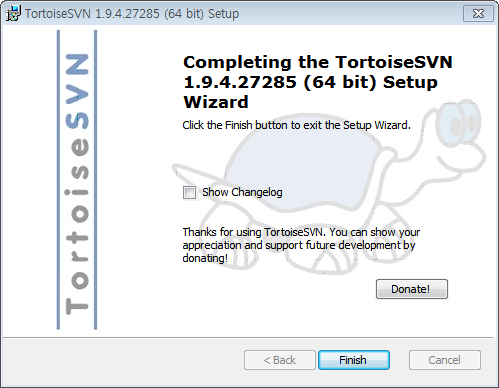 TortoiseSVN 1.9.4.27285 (64 bit) Setup
TortoiseSVN
Completing the TortoiseSVN
1.9.4.27285 (64 bit) Setup
Wizard
Click the Finish button to exit the Setup Wizard.
Show Changelog
Thanks for using TortoiseSVN. You can show your
appreciation and support future development by
donating!
Donate!
< Back
Finish
Cancel